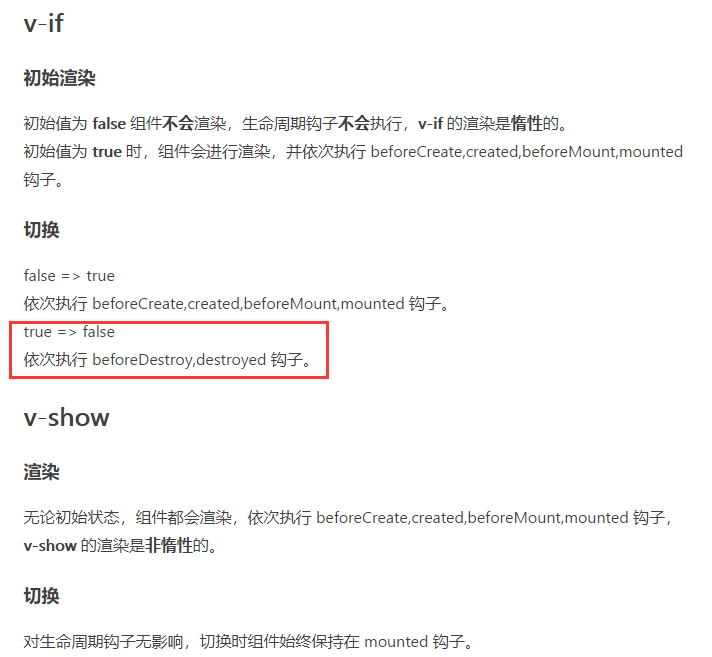 v-if
初始渲染
初始值为 false 组件不会渲染，生命周期钩子不会执行，v-if 的渲染是惰性的。
初始值为 true 时，组件会进行渲染，并依次执行 beforeCreate,created,beforeMount,mounted
钩子。
切换
false => true
依次执行 beforeCreate,created,beforeMount,mounted 钩子。
true => false
依次执行 beforeDestroy,destroyed 钩子。
v-show
渲染
无论初始状态，组件都会渲染，依次执行 beforeCreate,created,beforeMount,mounted 钩子，
v-show 的渲染是非惰性的。
切换
对生命周期钩子无影响，切换时组件始终保持在 mounted 钩子。